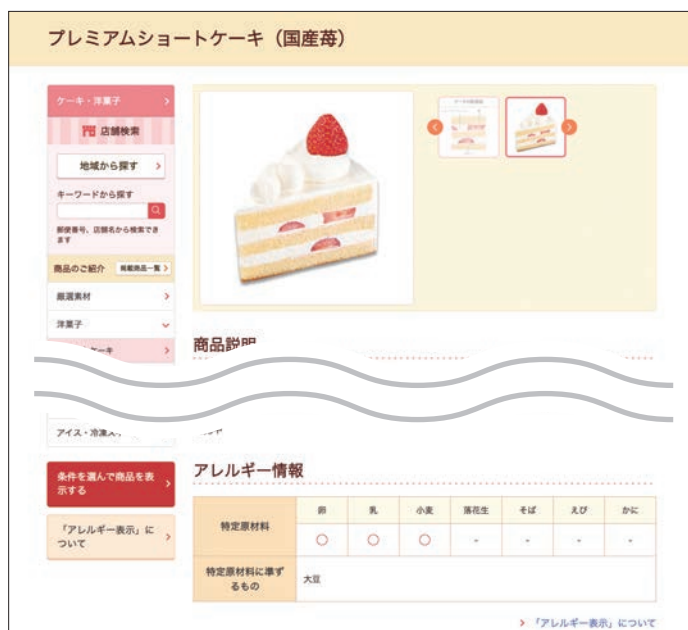 プレミアムショートケーキ（国産苺）
ケーキ・洋菓子
店舗検索
地域から探す
キーワードから探す
郵便番号、店舗名から検索でき
ます
商品のご紹介 掲載商品一覧
厳選素材
洋菓子
ケーキ
商品説明
アイス・冷凍ス
条件を選んで商品を表
示する
「アレルギー表示」に
ついて
アレルギー情報
特定原材料 卵 乳 小麦 落花生 そば えび かに
○ ○ ○ - - - -
特定原材料に準ず
るもの
大豆
「アレルギー表示」について